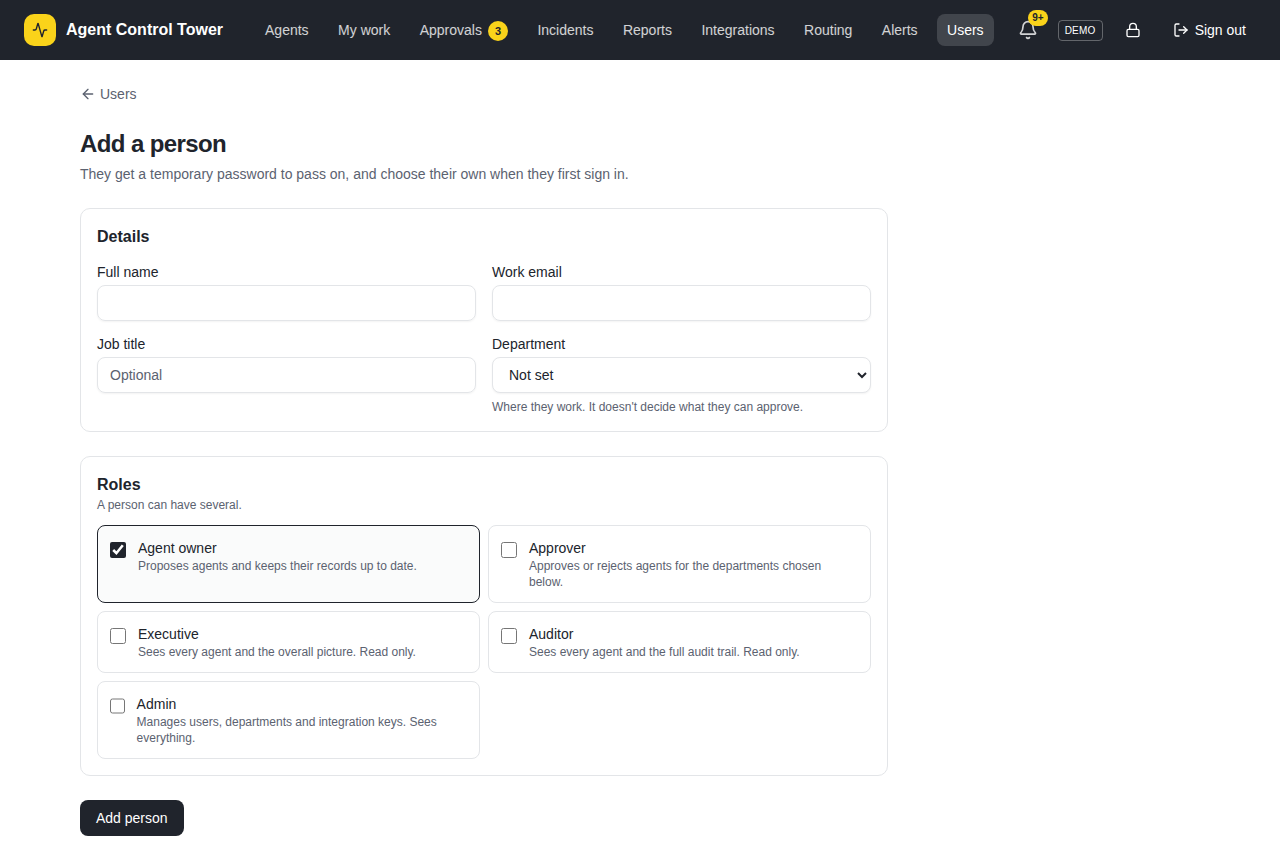 Agent Control Tower
Agents
My work
Approvals 3
Incidents
Reports
Integrations
Routing
Alerts
Users
9+
DEMO
Sign out
Users
Add a person
They get a temporary password to pass on, and choose their own when they first sign in.
Details
Full name
Work email
Job title
Department
Optional
Not set
Where they work. It doesn't decide what they can approve.
Roles
A person can have several.
Agent owner
Proposes agents and keeps their records up to date.
Approver
Approves or rejects agents for the departments chosen
below.
Executive
Sees every agent and the overall picture. Read only.
Auditor
Sees every agent and the full audit trail. Read only.
Admin
Manages users, departments and integration keys. Sees
everything.
Add person